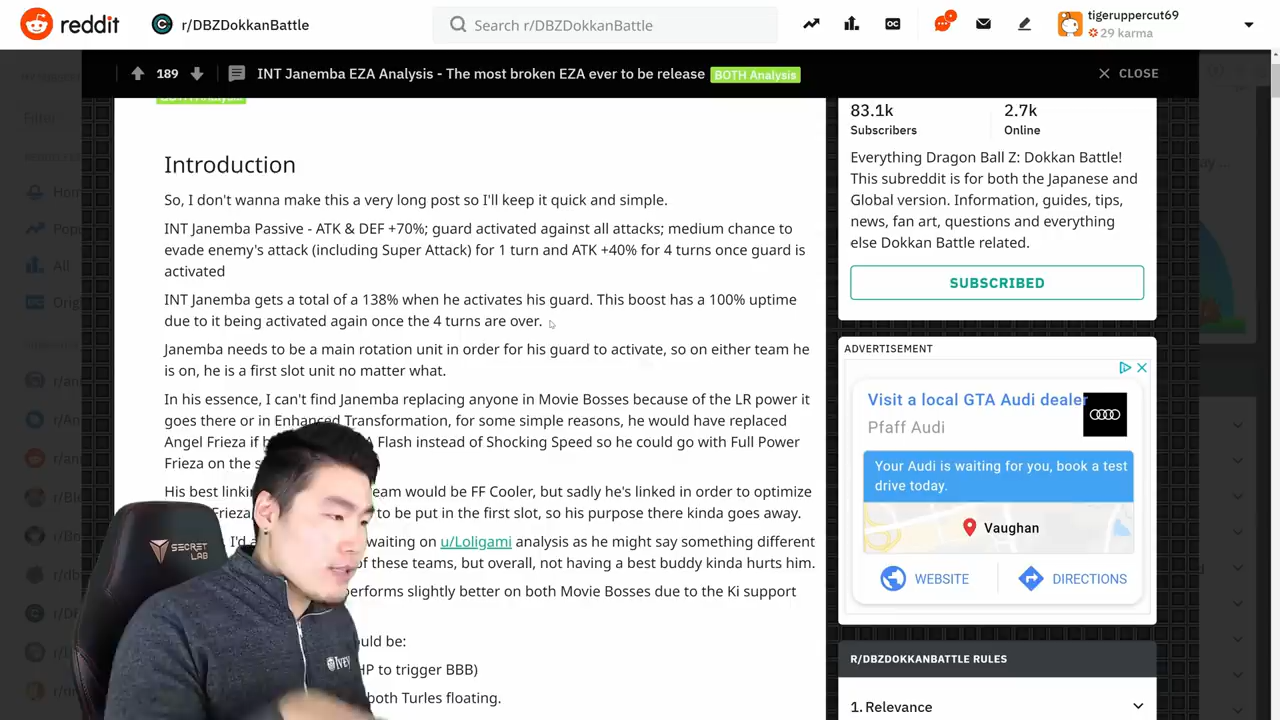 reddit
r/DBZDokkanBattle
Search r/DBZDokkanBattle
tigeruppercut69
29 karma
189
INT Janemba EZA Analysis - The most broken EZA ever to be release
BOTH Analysis
CLOSE
Introduction
So, I don't wanna make this a very long post so I'll keep it quick and simple.
INT Janemba Passive - ATK & DEF +70%; guard activated against all attacks; medium chance to
evade enemy's attack (including Super Attack) for 1 turn and ATK +40% for 4 turns once guard is
activated
INT Janemba gets a total of a 138% when he activates his guard. This boost has a 100% uptime
due to it being activated again once the 4 turns are over.
Janemba needs to be a main rotation unit in order for his guard to activate, so on either team he
is on, he is a first slot unit no matter what.
In his essence, I can't find Janemba replacing anyone in Movie Bosses because of the LR power it
goes there or in Enhanced Transformation, for some simple reasons, he would have replaced
Angel Frieza if Flash instead of Shocking Speed so he could go with Full Power
Frieza on the
His best eam would be FF Cooler, but sadly he's linked in order to optimize
Frieza to be put in the first slot, so his purpose there kinda goes away.
I'd waiting on u/Loligami analysis as he might say something different
of these teams, but overall, not having a best buddy kinda hurts him.
erforms slightly better on both Movie Bosses due to the Ki support
uld be:
HP to trigger BBB)
both Turles floating.
83.1k
Subscribers
2.7k
Online
Everything Dragon Ball Z: Dokkan Battle!
This subreddit is for both the Japanese and
Global version. Information, guides, tips,
news, fan art, questions and everything
else Dokkan Battle related.
SUBSCRIBED
ADVERTISEMENT
Visit a local GTA Audi dealer
Pfaff Audi
Your Audi is waiting for you, book a test
drive today.
Vaughan
WEBSITE
DIRECTIONS
R/DBZDOKKANBATTLE RULES
1. Relevance
SECRET
LAB